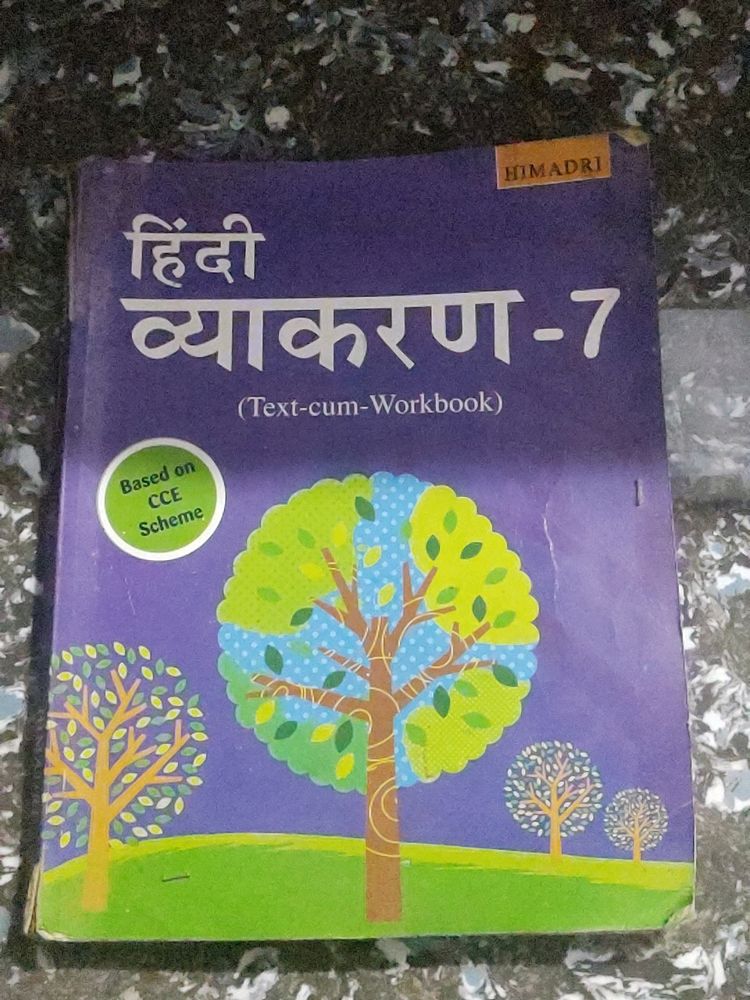 HIMADRI
हिंदी
व्याकरण-7
(Text-cum-Workbook)
Based on
CCE
Scheme